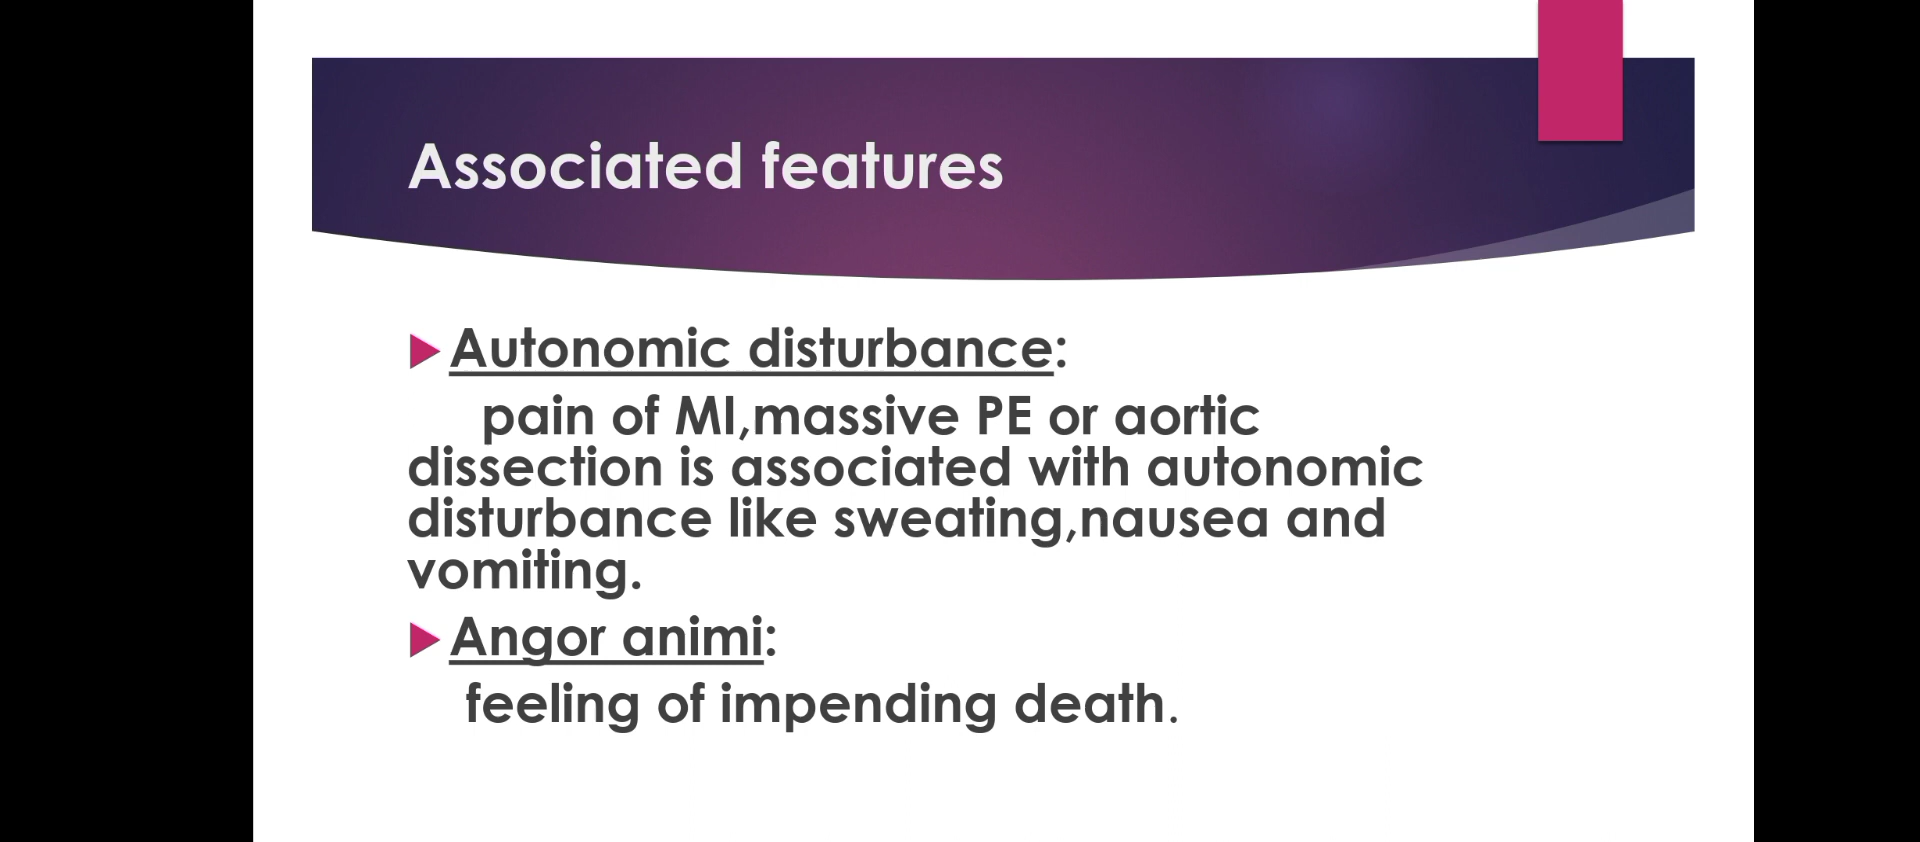 Associated features
Autonomic disturbance:
pain of MI,massive PE or aortic
dissection is associated with autonomic
disturbance like sweating,nausea and
vomiting.
Angor animi:
feeling of impending death.